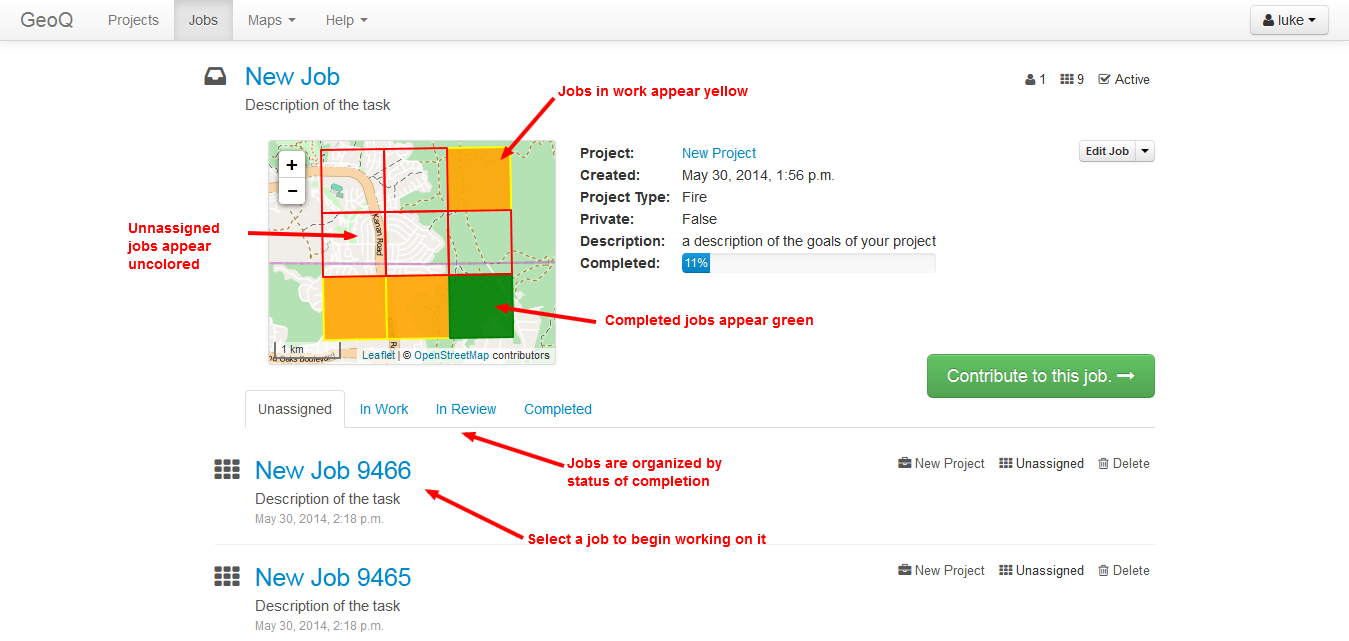 GeoQ Projects Jobs Maps Help luke
New Job 1 9 Active
Description of the task
Jobs in work appear yellow
+
−
Kanan Road
1 km
Leaflet | © OpenStreetMap contributors
Unnassigned
jobs appear
uncolored
Project: New Project
Created: May 30, 2014, 1:56 p.m.
Project Type: Fire
Private: False
Description: a description of the goals of your project
Completed: 11%
Edit Job
Completed jobs appear green
Contribute to this job.
Unassigned In Work In Review Completed
Jobs are organized by
status of completion
New Job 9466 New Project Unassigned Delete
Description of the task
May 30, 2014, 2:18 p.m.
Select a job to begin working on it
New Job 9465 New Project Unassigned Delete
Description of the task
May 30, 2014, 2:18 p.m.